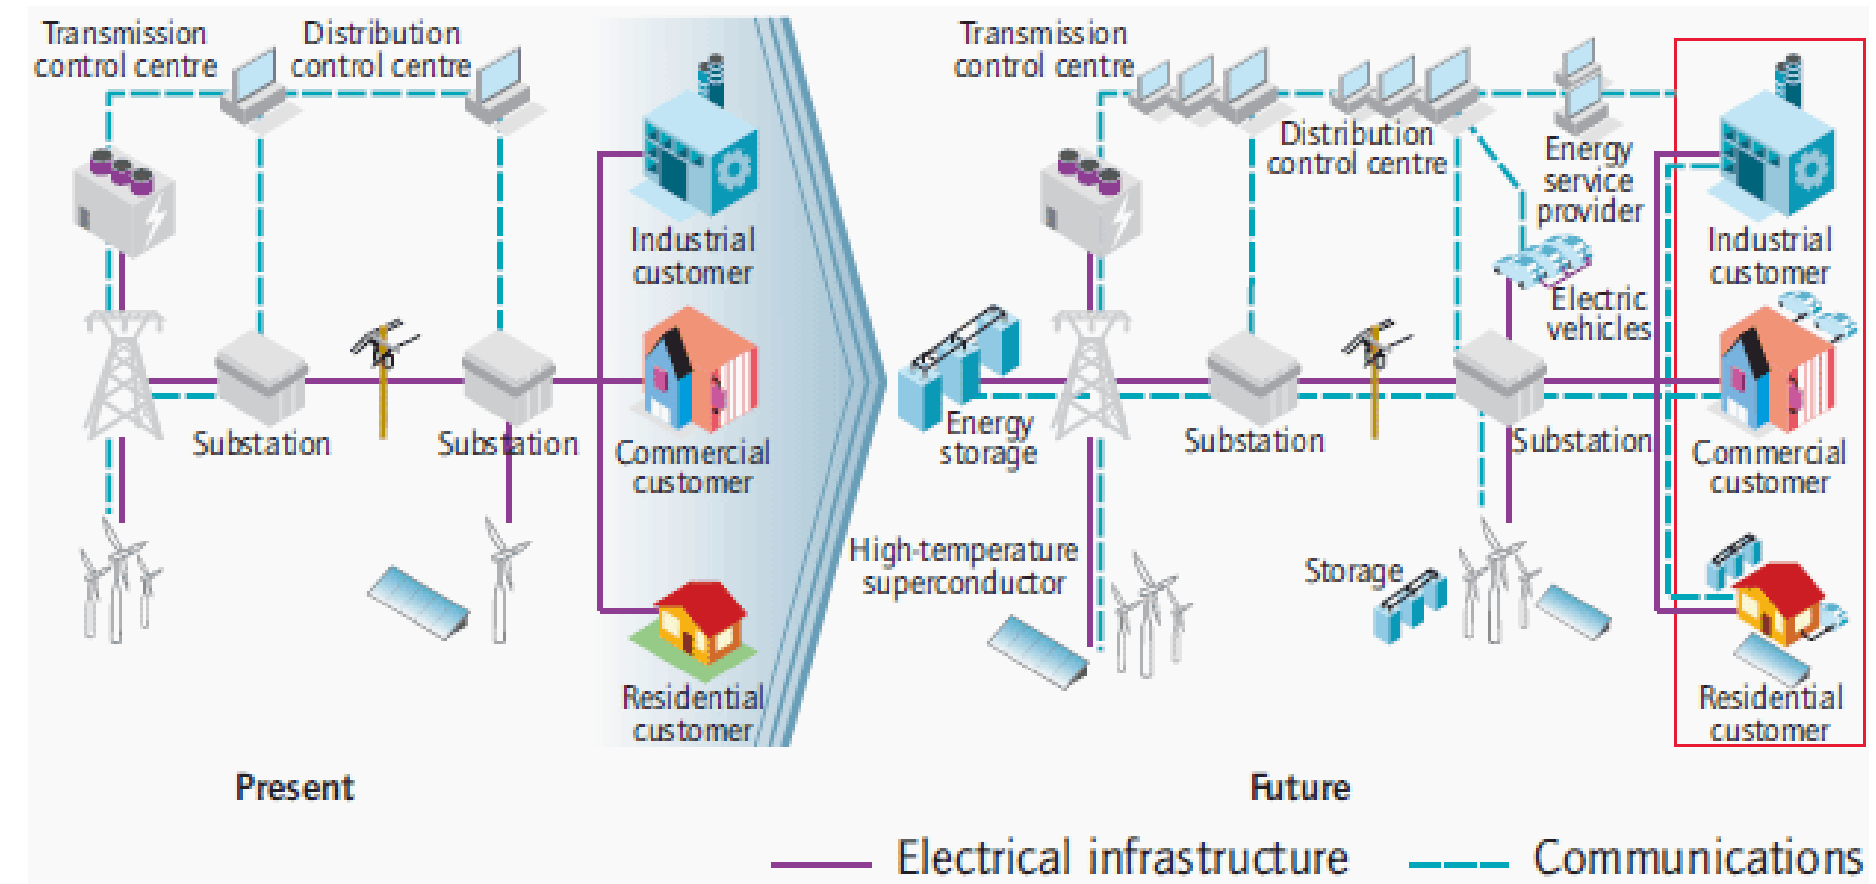 Transmission
control centre
Distribution
control centre
Industrial
customer
Substation
Substation
Commercial
customer
Residential
customer
Present
Transmission
control centre
Distribution
control centre
Energy
service
provider
Industrial
customer
Electric
vehicles
Energy
storage
Substation
Substation
Commercial
customer
High-temperature
superconductor
Storage
Residential
customer
Future
Electrical infrastructure
Communications